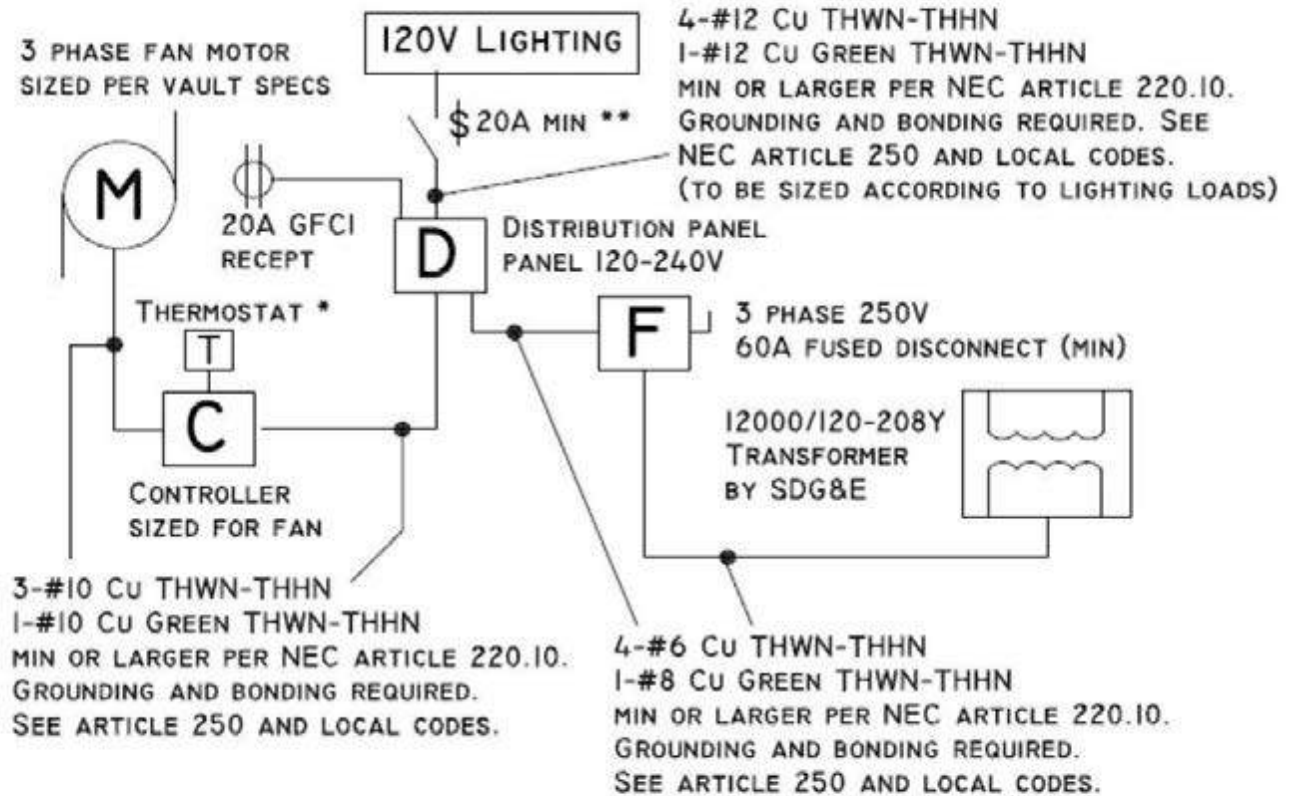 3 PHASE FAN MOTOR
SIZED PER VAULT SPECS
M
120V LIGHTING
$ 20A MIN **
4-#12 CU THWN-THHN
1-#12 CU GREEN THWN-THHN
MIN OR LARGER PER NEC ARTICLE 220.10.
GROUNDING AND BONDING REQUIRED. SEE
NEC ARTICLE 250 AND LOCAL CODES.
(TO BE SIZED ACCORDING TO LIGHTING LOADS)
20A GFCI
RECEPT
D
DISTRIBUTION PANEL
PANEL 120-240V
THERMOSTAT *
T
C
CONTROLLER
SIZED FOR FAN
F
3 PHASE 250V
60A FUSED DISCONNECT (MIN)
12000/120-208Y
TRANSFORMER
BY SDG&E
3-#10 CU THWN-THHN
1-#10 CU GREEN THWN-THHN
MIN OR LARGER PER NEC ARTICLE 220.10.
GROUNDING AND BONDING REQUIRED.
SEE ARTICLE 250 AND LOCAL CODES.
4-#6 CU THWN-THHN
1-#8 CU GREEN THWN-THHN
MIN OR LARGER PER NEC ARTICLE 220.10.
GROUNDING AND BONDING REQUIRED.
SEE ARTICLE 250 AND LOCAL CODES.